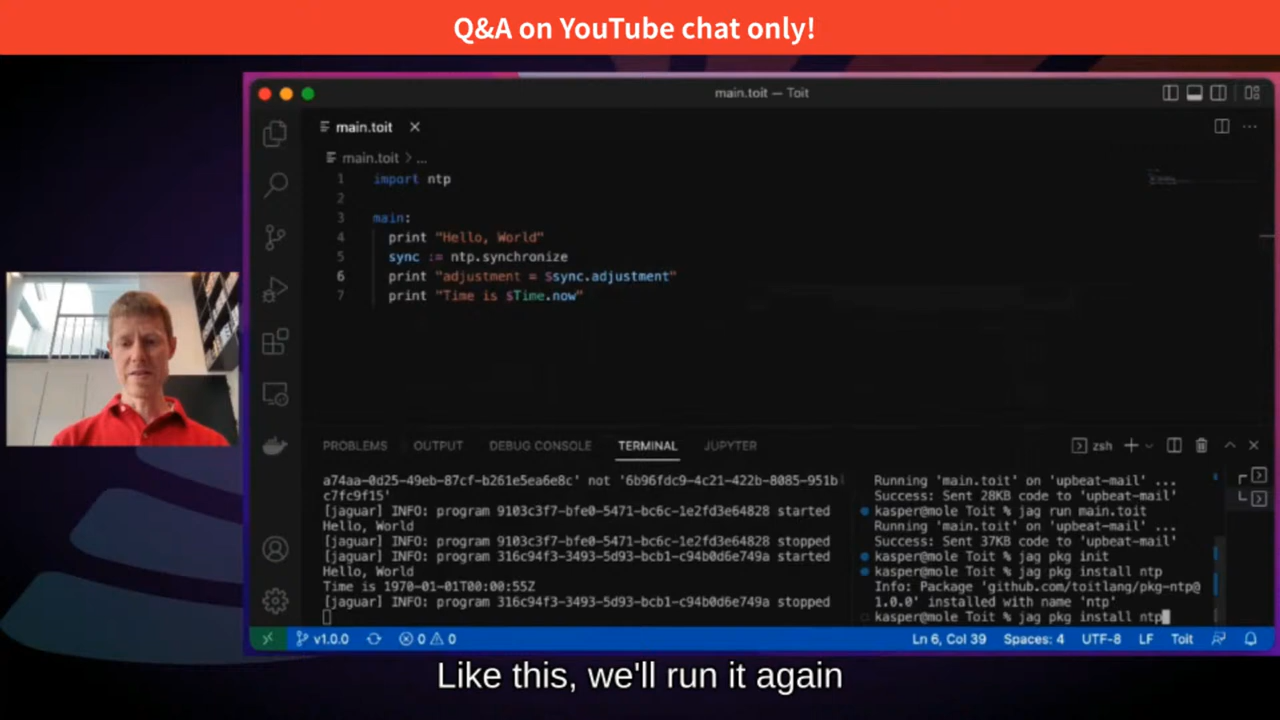 Q&A on YouTube chat only!
main.toit — Toit
main.toit
main.toit > ...
1 import ntp
2
3 main:
4 print "Hello, World"
5 sync := ntp.synchronize
6 print "adjustment = $sync.adjustment"
7 print "Time is $Time.now"
PROBLEMS OUTPUT DEBUG CONSOLE TERMINAL JUPYTER zsh
a74aa-0d25-49eb-87cf-b261e5ea6e8c' not '6b96fdc9-4c21-422b-8085-951b
c7fc9f15'
[jaguar] INFO: program 9103c3f7-bfe0-5471-bc6c-1e2fd3e64828 started
Hello, World
[jaguar] INFO: program 9103c3f7-bfe0-5471-bc6c-1e2fd3e64828 stopped
[jaguar] INFO: program 316c94f3-3493-5d93-bcb1-c94b0d6e749a started
Hello, World
Time is 1970-01-01T00:00:55Z
[jaguar] INFO: program 316c94f3-3493-5d93-bcb1-c94b0d6e749a stopped
Running 'main.toit' on 'upbeat-mail' ...
Success: Sent 28KB code to 'upbeat-mail'
kasper@mole Toit % jag run main.toit
Running 'main.toit' on 'upbeat-mail' ...
Success: Sent 37KB code to 'upbeat-mail'
kasper@mole Toit % jag pkg init
kasper@mole Toit % jag pkg install ntp
Info: Package 'github.com/toitlang/pkg-ntp@
1.0.0' installed with name 'ntp'
kasper@mole Toit % jag pkg install ntp
v1.0.0 0 0 Ln 6, Col 39 Spaces: 4 UTF-8 LF Toit
Like this, we'll run it again